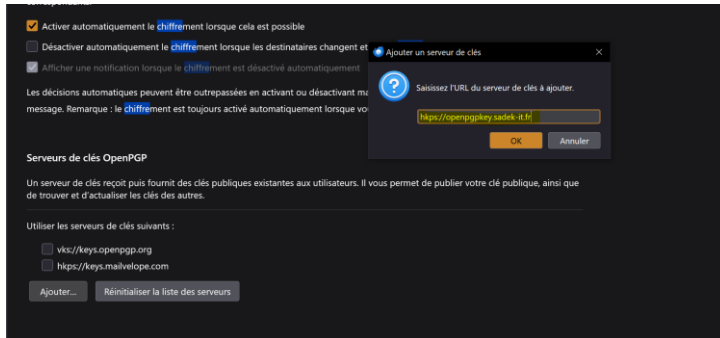 Activer automatiquement le chiffrement lorsque cela est possible
Désactiver automatiquement le chiffrement lorsque les destinataires changent et
Afficher une notification lorsque le chiffrement est désactivé automatiquement
Les décisions automatiques peuvent être outrepassées en activant ou désactivant ma
message. Remarque : le chiffrement est toujours activé automatiquement lorsque vo
Ajouter un serveur de clés
Saisissez l'URL du serveur de clés à ajouter.
hkps://openpgpkey.sadek-it.fr
OK Annuler
Serveurs de clés OpenPGP
Un serveur de clés reçoit puis fournit des clés publiques existantes aux utilisateurs. Il vous permet de publier votre clé publique, ainsi que
de trouver et d'actualiser les clés des autres.
Utiliser les serveurs de clés suivants :
vks://keys.openpgp.org
hkps://keys.mailvelope.com
Ajouter... Réinitialiser la liste des serveurs